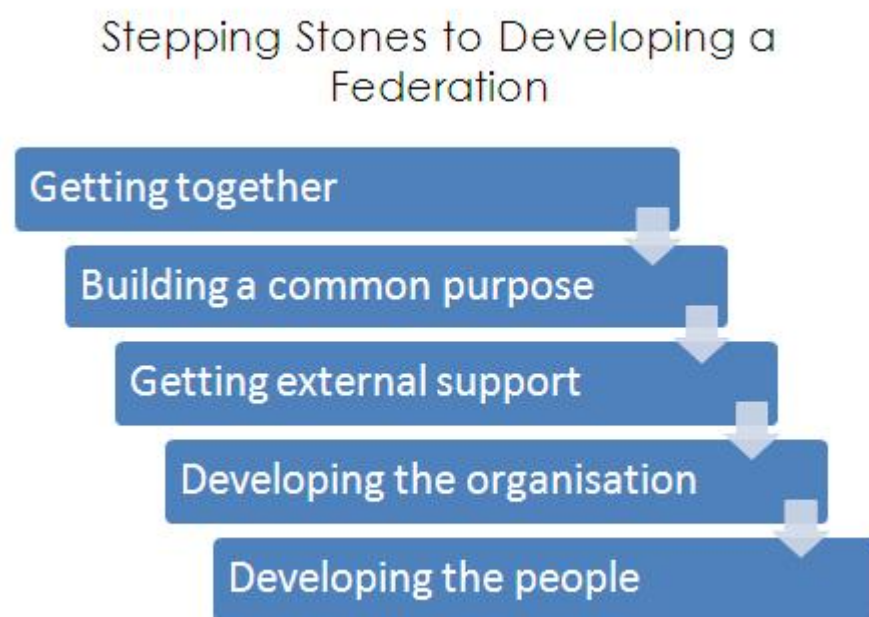 Stepping Stones to Developing a
Federation
Getting together
Building a common purpose
Getting external support
Developing the organisation
Developing the people